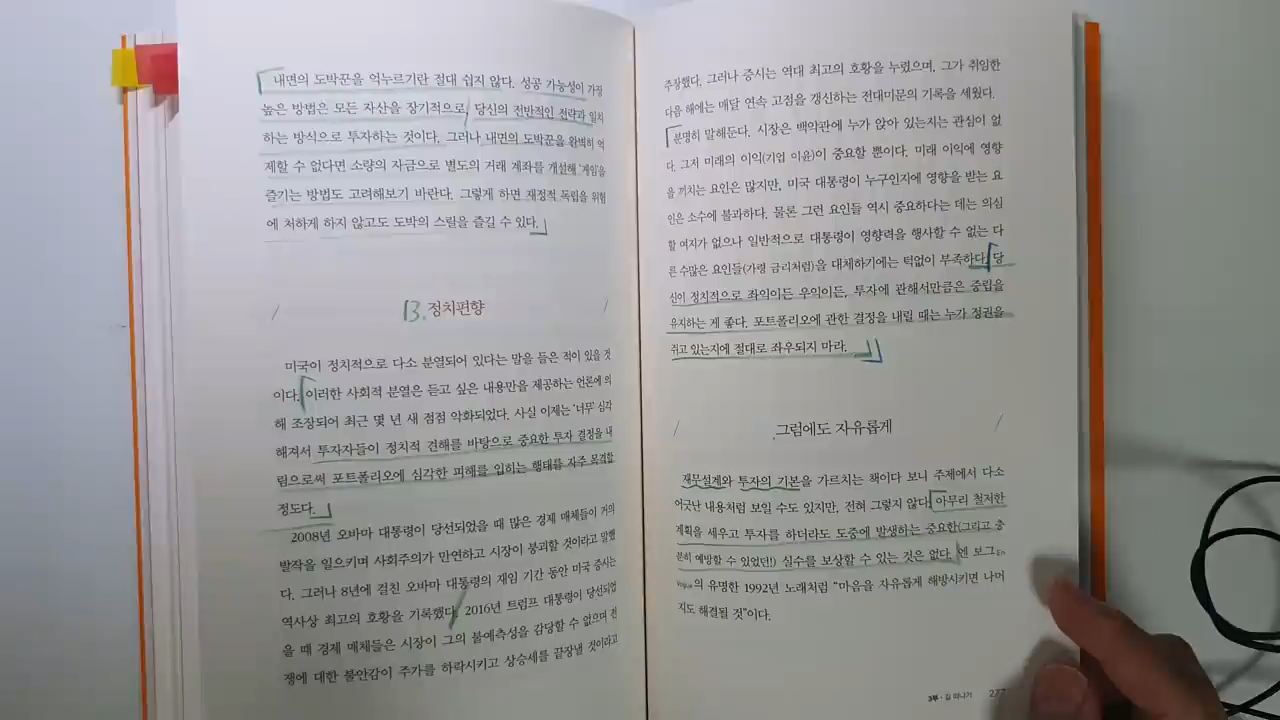 내면의 도박꾼을 억누르기란 절대 쉽지 않다. 성공 가능성이 가장
높은 방법은 모든 자산을 장기적으로, 당신의 전반적인 전략과 일치
하는 방식으로 투자하는 것이다. 그러나 내면의 도박꾼을 완벽히 억
제할 수 없다면 소량의 자금으로 별도의 거래 계좌를 개설해 '게임'을
즐기는 방법도 고려해보기 바란다. 그렇게 하면 재정적 독립을 위험
에 처하게 하지 않고도 도박의 스릴을 즐길 수 있다.
13. 정치편향
미국이 정치적으로 다소 분열되어 있다는 말을 들은 적이 있을 것
이다. 이러한 사회적 분열은 듣고 싶은 내용만을 제공하는 언론에 의
해 조장되어 최근 몇 년 새 점점 악화되었다. 사실 이제는 '너무' 심각
해져서 투자자들이 정치적 견해를 바탕으로 중요한 투자 결정을 내
림으로써 포트폴리오에 심각한 피해를 입히는 행태를 자주 목격할
정도다.
2008년 오바마 대통령이 당선되었을 때 많은 경제 매체들이 거의
발작을 일으키며 사회주의가 만연하고 시장이 붕괴할 것이라고 말했
다. 그러나 8년에 걸친 오바마 대통령의 재임 기간 동안 미국 증시는
역사상 최고의 호황을 기록했다. 2016년 트럼프 대통령이 당선되었
을 때 경제 매체들은 시장이 그의 불예측성을 감당할 수 없으며 전
쟁에 대한 불안감이 주가를 하락시키고 상승세를 끝장낼 것이라고
주장했다. 그러나 증시는 역대 최고의 호황을 누렸으며, 그가 취임한
다음 해에는 매달 연속 고점을 갱신하는 전대미문의 기록을 세웠다.
분명히 말해둔다. 시장은 백악관에 누가 앉아 있는지는 관심이 없
다. 그저 미래의 이익(기업 이윤)이 중요할 뿐이다. 미래 이익에 영향
을 끼치는 요인은 많지만, 미국 대통령이 누구인지에 영향을 받는 요
인은 소수에 불과하다. 물론 그런 요인들 역시 중요하다는 데는 의심
할 여지가 없으나 일반적으로 대통령이 영향력을 행사할 수 없는 다
른 수많은 요인들(가령 금리처럼)을 대체하기에는 턱없이 부족하다. 당
신이 정치적으로 좌익이든 우익이든, 투자에 관해서만큼은 중립을
유지하는 게 좋다. 포트폴리오에 관한 결정을 내릴 때는 누가 정권을
쥐고 있는지에 절대로 좌우되지 마라.
그럼에도 자유롭게
재무설계와 투자의 기본을 가르치는 책이다 보니 주제에서 다소
어긋난 내용처럼 보일 수도 있지만, 전혀 그렇지 않다. 아무리 철저한
계획을 세우고 투자를 하더라도 도중에 발생하는 중요한(그리고 충
분히 예방할 수 있었던!) 실수를 보상할 수 있는 것은 없다. 엔 보그En
Vogue의 유명한 1992년 노래처럼 "마음을 자유롭게 해방시키면 나머
지도 해결될 것"이다.
3부 · 길 떠나기 277